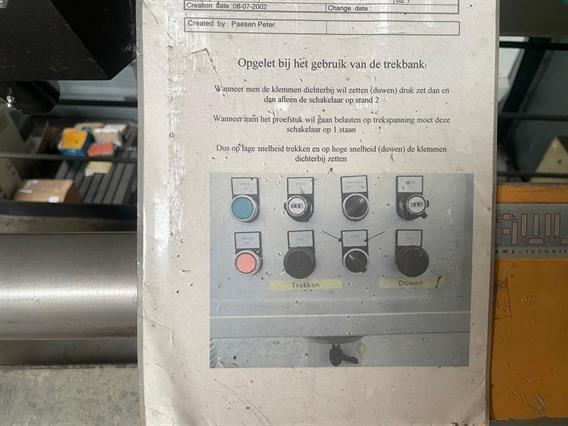 Creation date :08-07-2002
Change date :
Created by : Paesen Peter
Opgelet bij het gebruik van de trekbank!
Wanneer men de klemmen dichterbij wil zetten (duwen) druk zet dan en
dan alleen de schakelaar op stand 2
Wanneer men het proefstuk wil gaan belasten op trekspanning moet deze
schakelaar op 1 staan
Dus op lage snelheid trekken en op hoge snelheid (duwen) de klemmen
dichterbij zetten
Trekken
Duwen